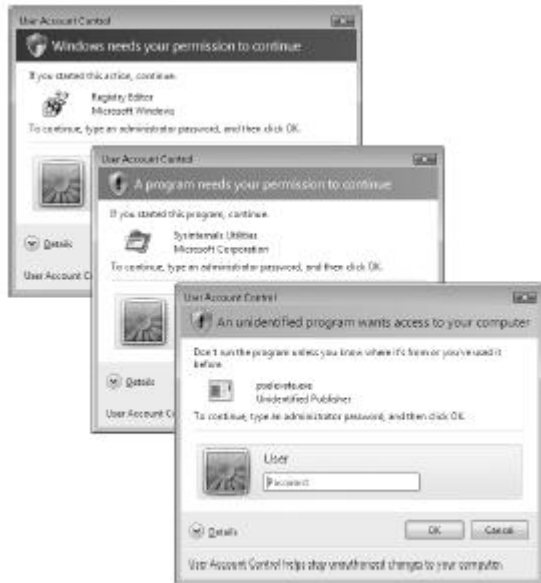 User Account Control
Windows needs your permission to continue
If you started this action, continue.
Registry Editor
Microsoft Windows
To continue, type an administrator password, and then click OK.
Details
User Account C
User Account Control
A program needs your permission to continue
If you started this program, continue.
Sysinternals Utilities
Microsoft Corporation
To continue, type an administrator password, and then click OK.
Details
User Account C
User Account Control
An unidentified program wants access to your computer
Don't run the program unless you know where it's from or you've used it
before.
Unidentified Publisher
To continue, type an administrator password, and then click OK.
User
Password
Details
OK
Cancel
User Account Control helps stop unauthorized changes to your computer.